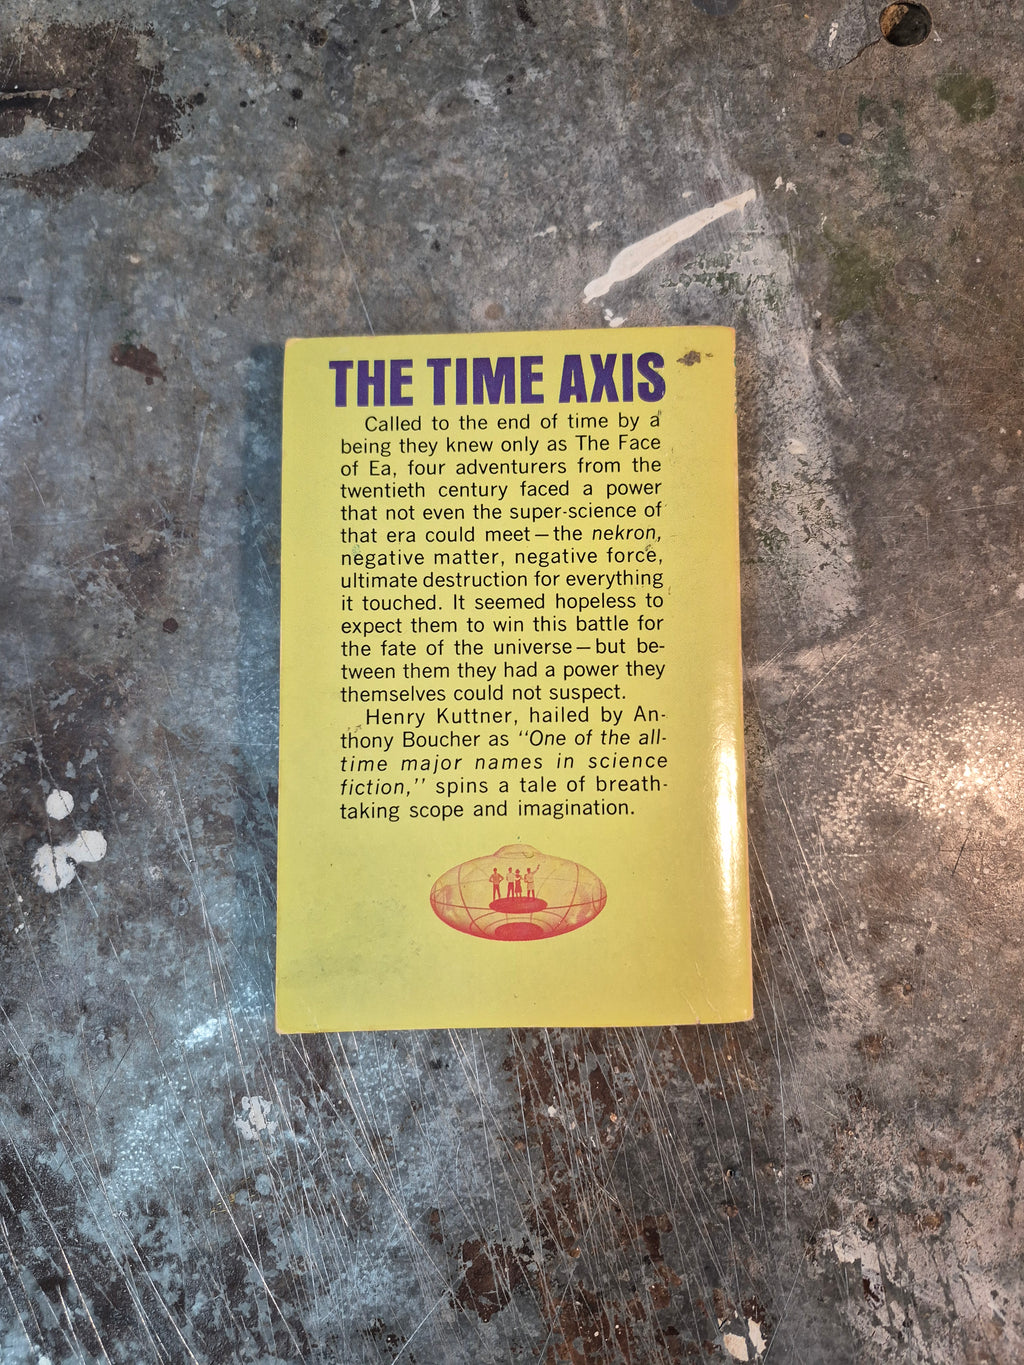 THE TIME AXIS
Called to the end of time by a
being they knew only as The Face
of Ea, four adventurers from the
twentieth century faced a power
that not even the super-science of
that era could meet—the nekron,
negative matter, negative force,
ultimate destruction for everything
it touched. It seemed hopeless to
expect them to win this battle for
the fate of the universe—but be-
tween them they had a power they
themselves could not suspect.
Henry Kuttner, hailed by An-
thony Boucher as "One of the all-
time major names in science
fiction," spins a tale of breath-
taking scope and imagination.